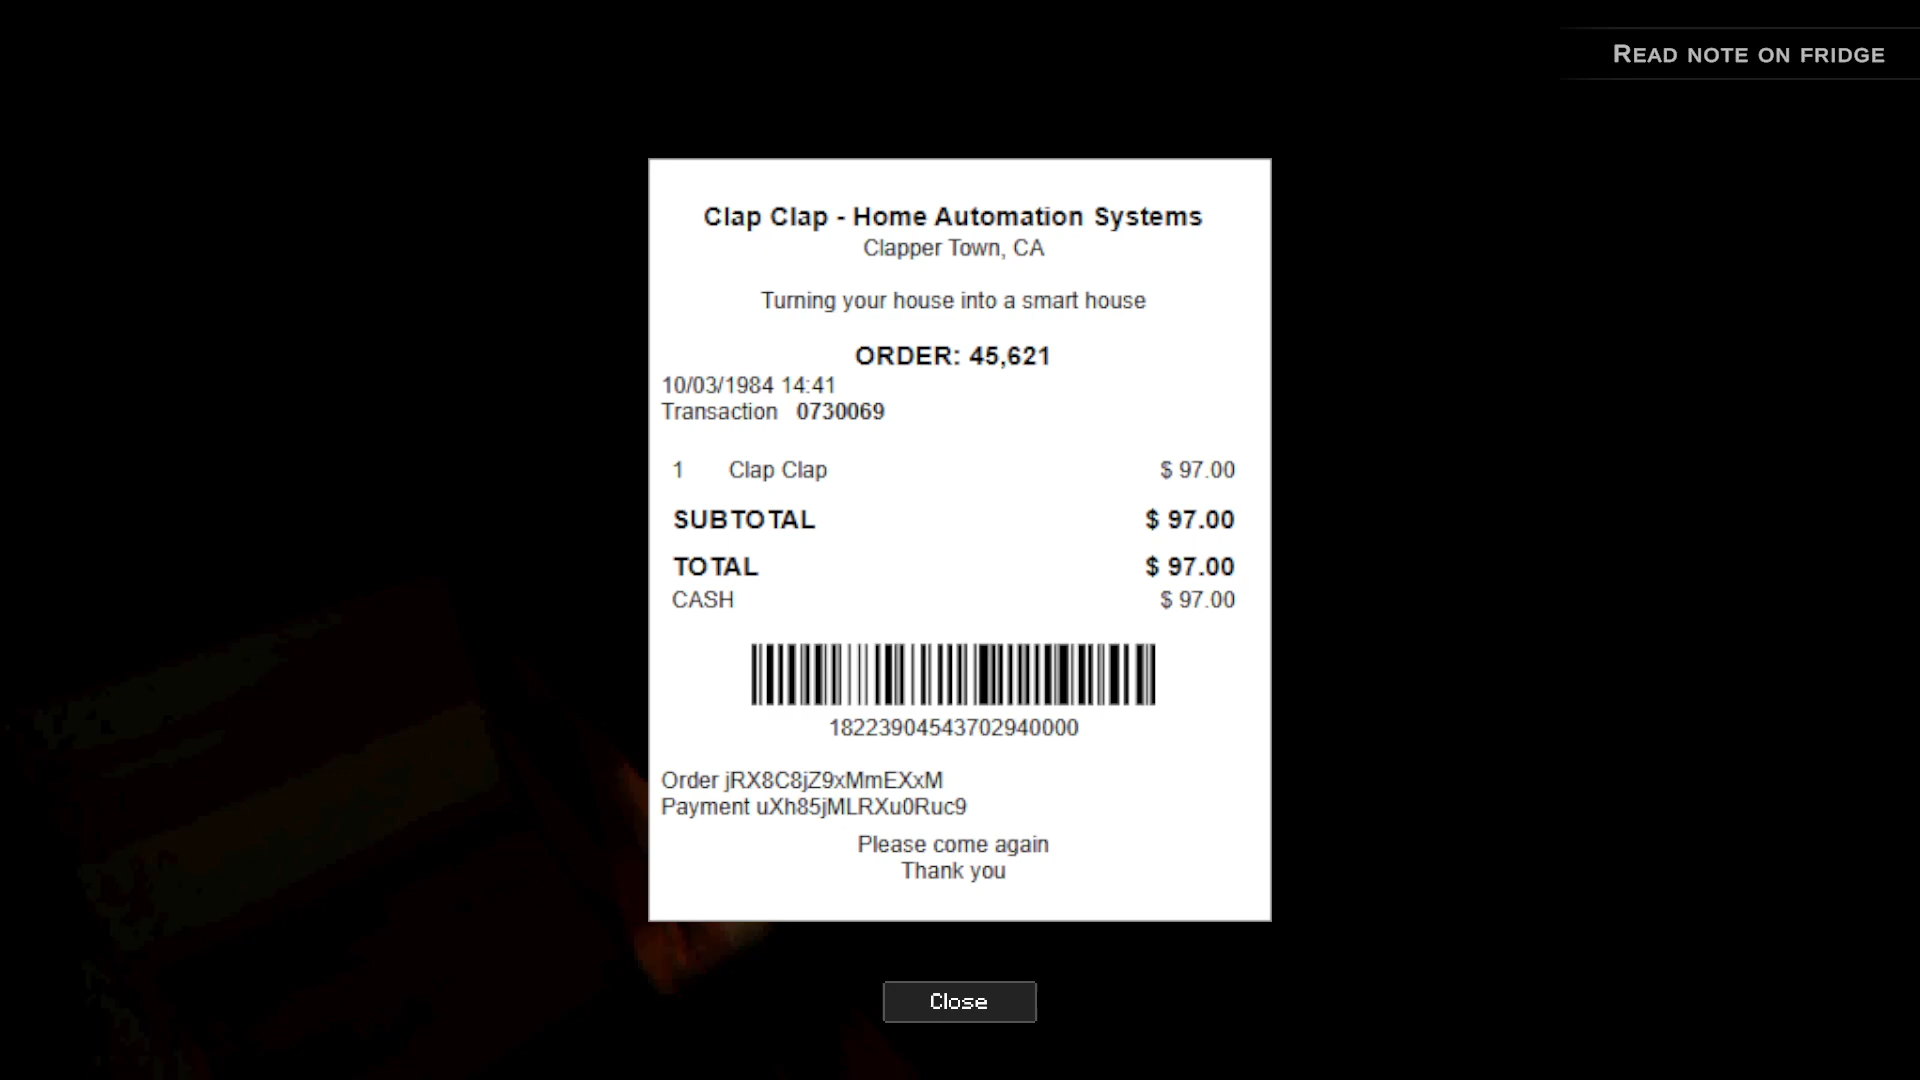 READ NOTE ON FRIDGE
Clap Clap - Home Automation Systems
Clapper Town, CA
Turning your house into a smart house
ORDER: 45,621
10/03/1984 14:41
Transaction 0730069
1 Clap Clap $ 97.00
SUBTOTAL $ 97.00
TOTAL $ 97.00
CASH $ 97.00
18223904543702940000
Order jRX8C8jZ9xMmEXxM
Payment uXh85jMLRXu0Ruc9
Please come again
Thank you
Close